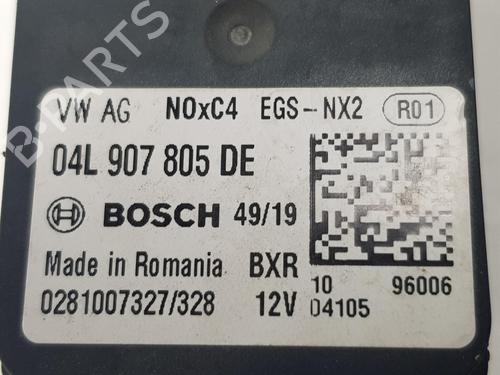 B-PARTS
VW AG NOxC4 EGS-NX2 R01
04L 907 805 DE
BOSCH 49/19
Made in Romania BXR 10 96006
0281007327/328 12V 04105